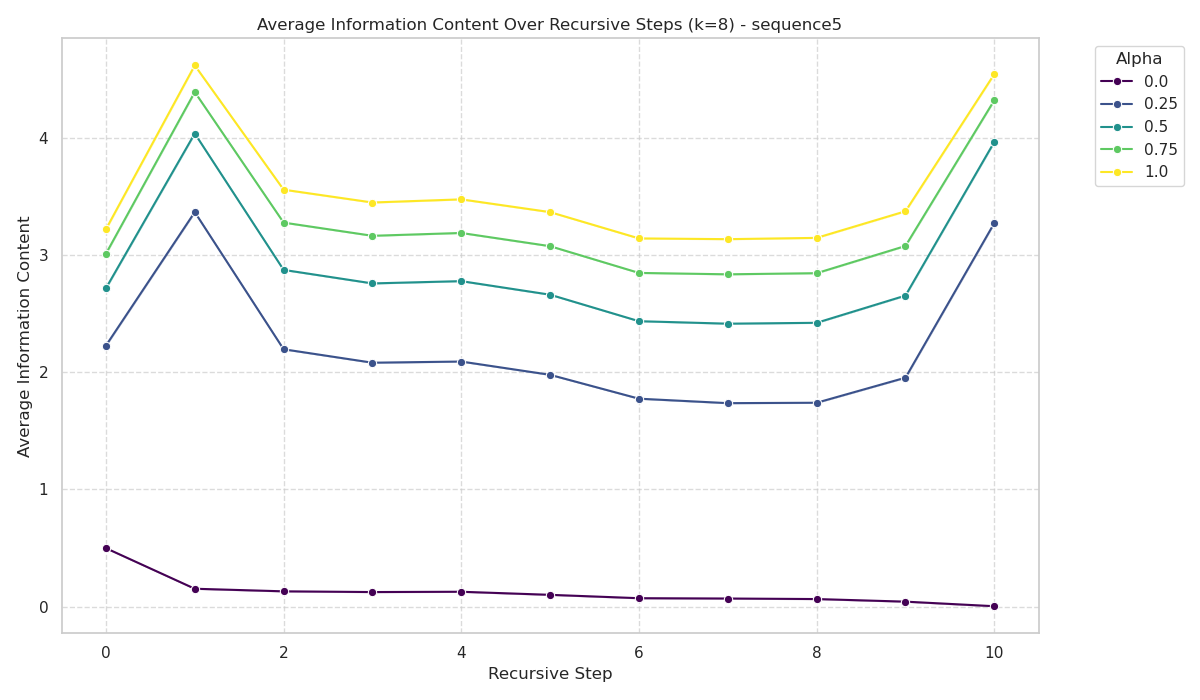 Average Information Content Over Recursive Steps (k=8) - sequence5
Average Information Content
4
3
2
1
0
0 2 4 6 8 10
Recursive Step
Alpha
0.0
0.25
0.5
0.75
1.0